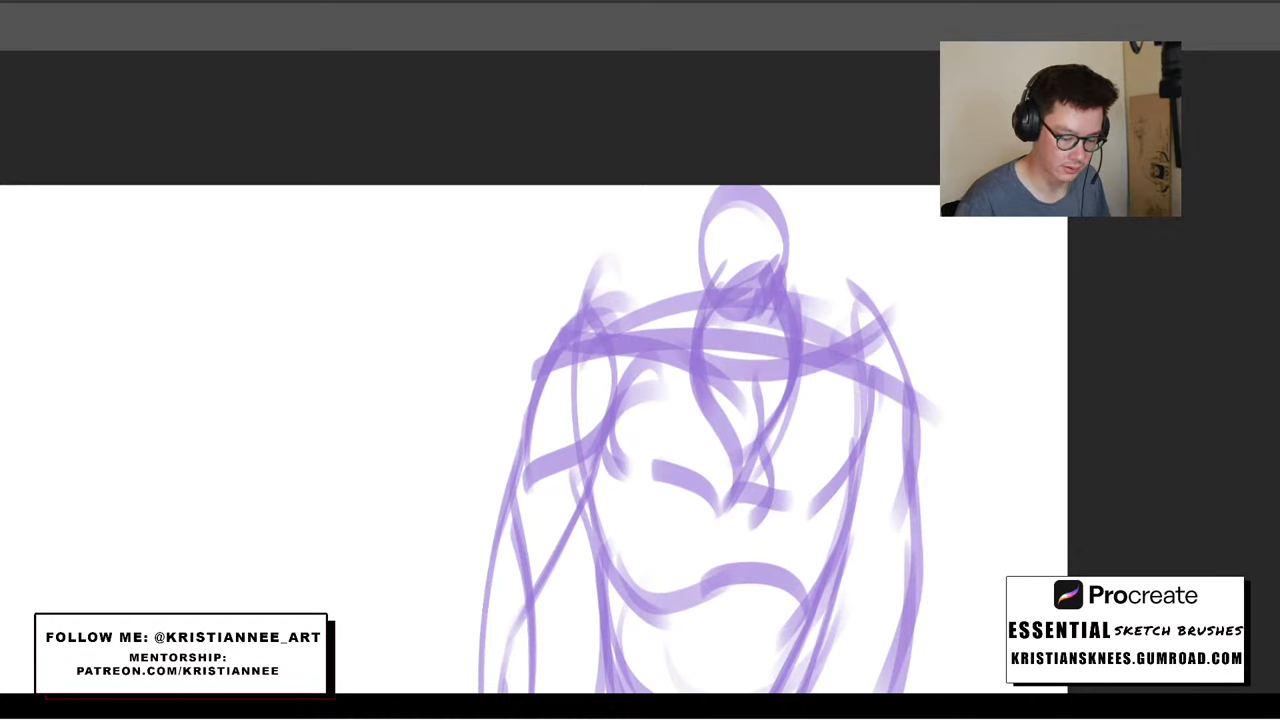 FOLLOW ME: @KRISTIANNEE_ART
MENTORSHIP:
PATREON.COM/KRISTIANNEE
Procreate
ESSENTIAL SKETCH BRUSHES
KRISTIANSKNEES.GUMROAD.COM